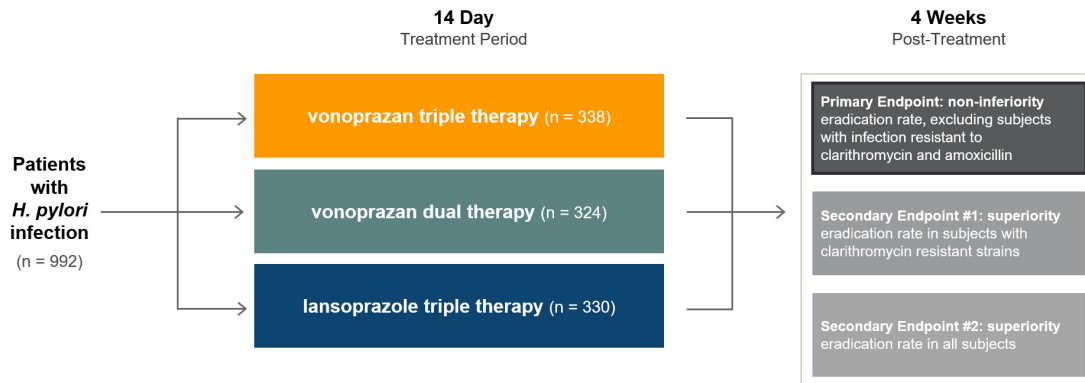 14 Day
Treatment Period
4 Weeks
Post-Treatment
Patients
with
H. pylori
infection
(n = 992)
vonoprazan triple therapy (n = 338)
vonoprazan dual therapy (n = 324)
lansoprazole triple therapy (n = 330)
Primary Endpoint: non-inferiority
eradication rate, excluding subjects
with infection resistant to
clarithromycin and amoxicillin
Secondary Endpoint #1: superiority
eradication rate in subjects with
clarithromycin resistant strains
Secondary Endpoint #2: superiority
eradication rate in all subjects